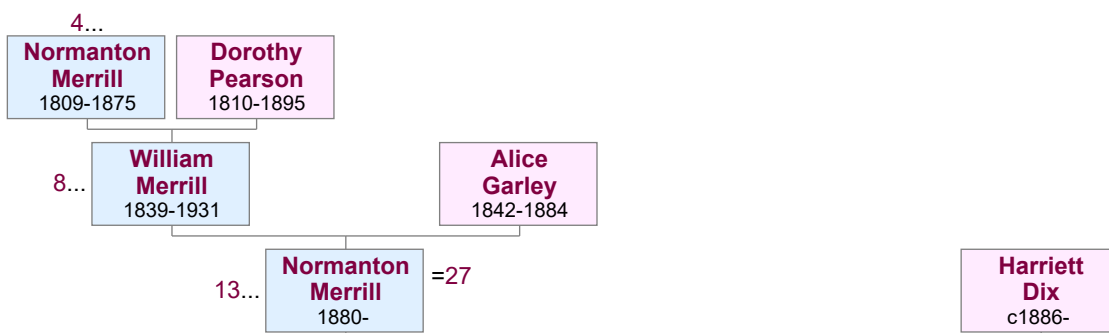 4...
Normanton
Merrill
1809-1875
Dorothy
Pearson
1810-1895
8...
William
Merrill
1839-1931
Alice
Garley
1842-1884
13...
Normanton
Merrill
1880-
=27
Harriett
Dix
c1886-